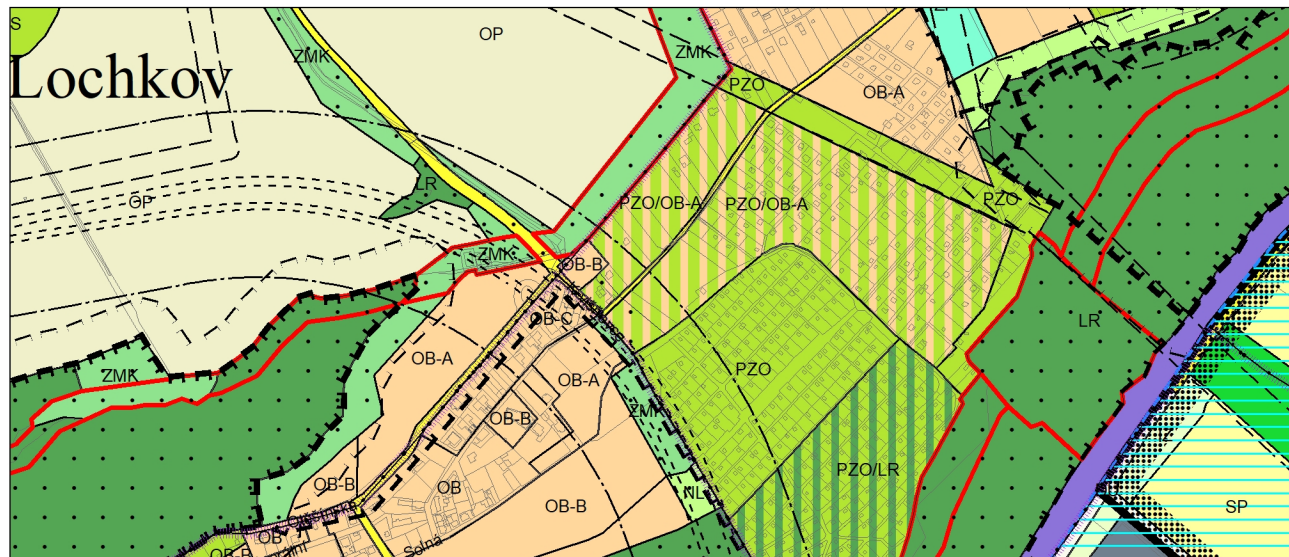 S
OP
ZMK
ZMK
Lochkov
PZO
OB-A
LR
OP
PZO/OB-A
PZO/OB-A
PZO
ZMK
OB-B
OB-C
LR
OB-A
PZO
OB-A
ZMK
ZMK
OB-B
PZO/LR
OB-B
OB
NL
OB-B
SP
OB
OB-B
Solná